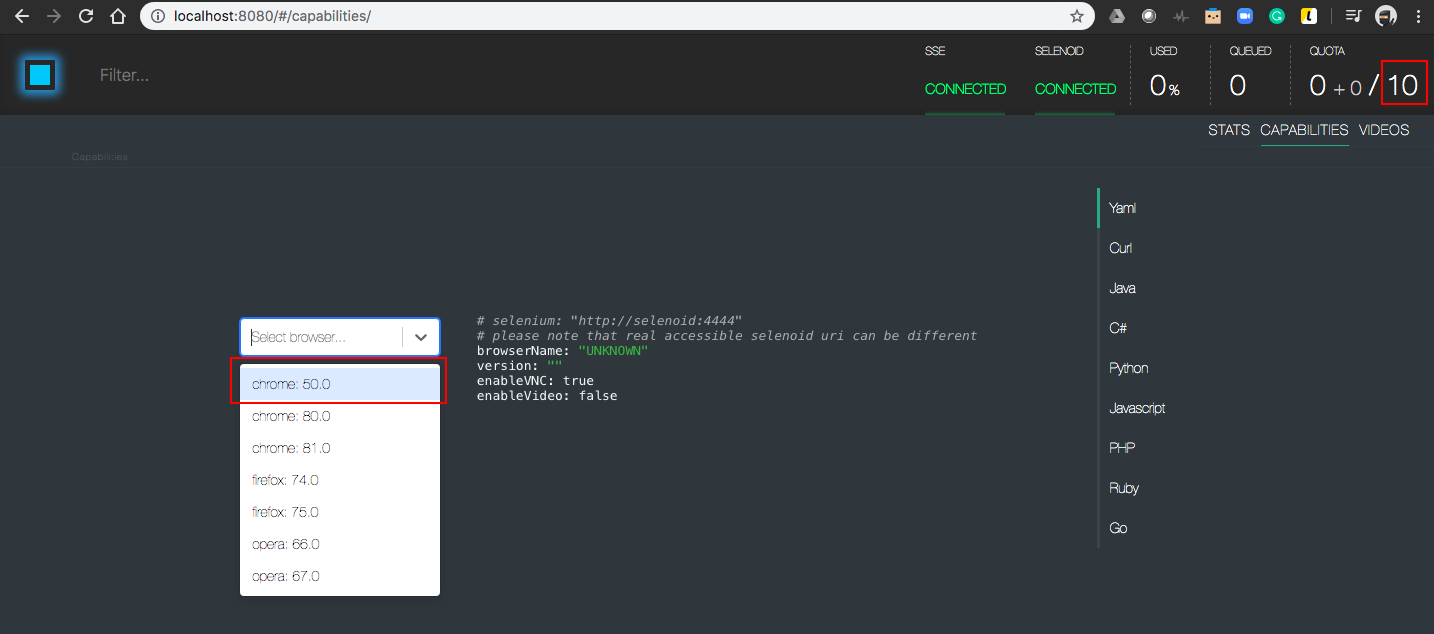 localhost:8080/#/capabilities/
Filter...
SSE
CONNECTED
SELENOID
CONNECTED
USED
0%
QUEUED
0
QUOTA
0 + 0 / 10
STATS CAPABILITIES VIDEOS
Capabilities
Select browser...
chrome: 50.0
chrome: 80.0
chrome: 81.0
firefox: 74.0
firefox: 75.0
opera: 66.0
opera: 67.0
# selenium: "http://selenoid:4444"
# please note that real accessible selenoid uri can be different
browserName: "UNKNOWN"
version: ""
enableVNC: true
enableVideo: false
Yaml
Curl
Java
C#
Python
Javascript
PHP
Ruby
Go